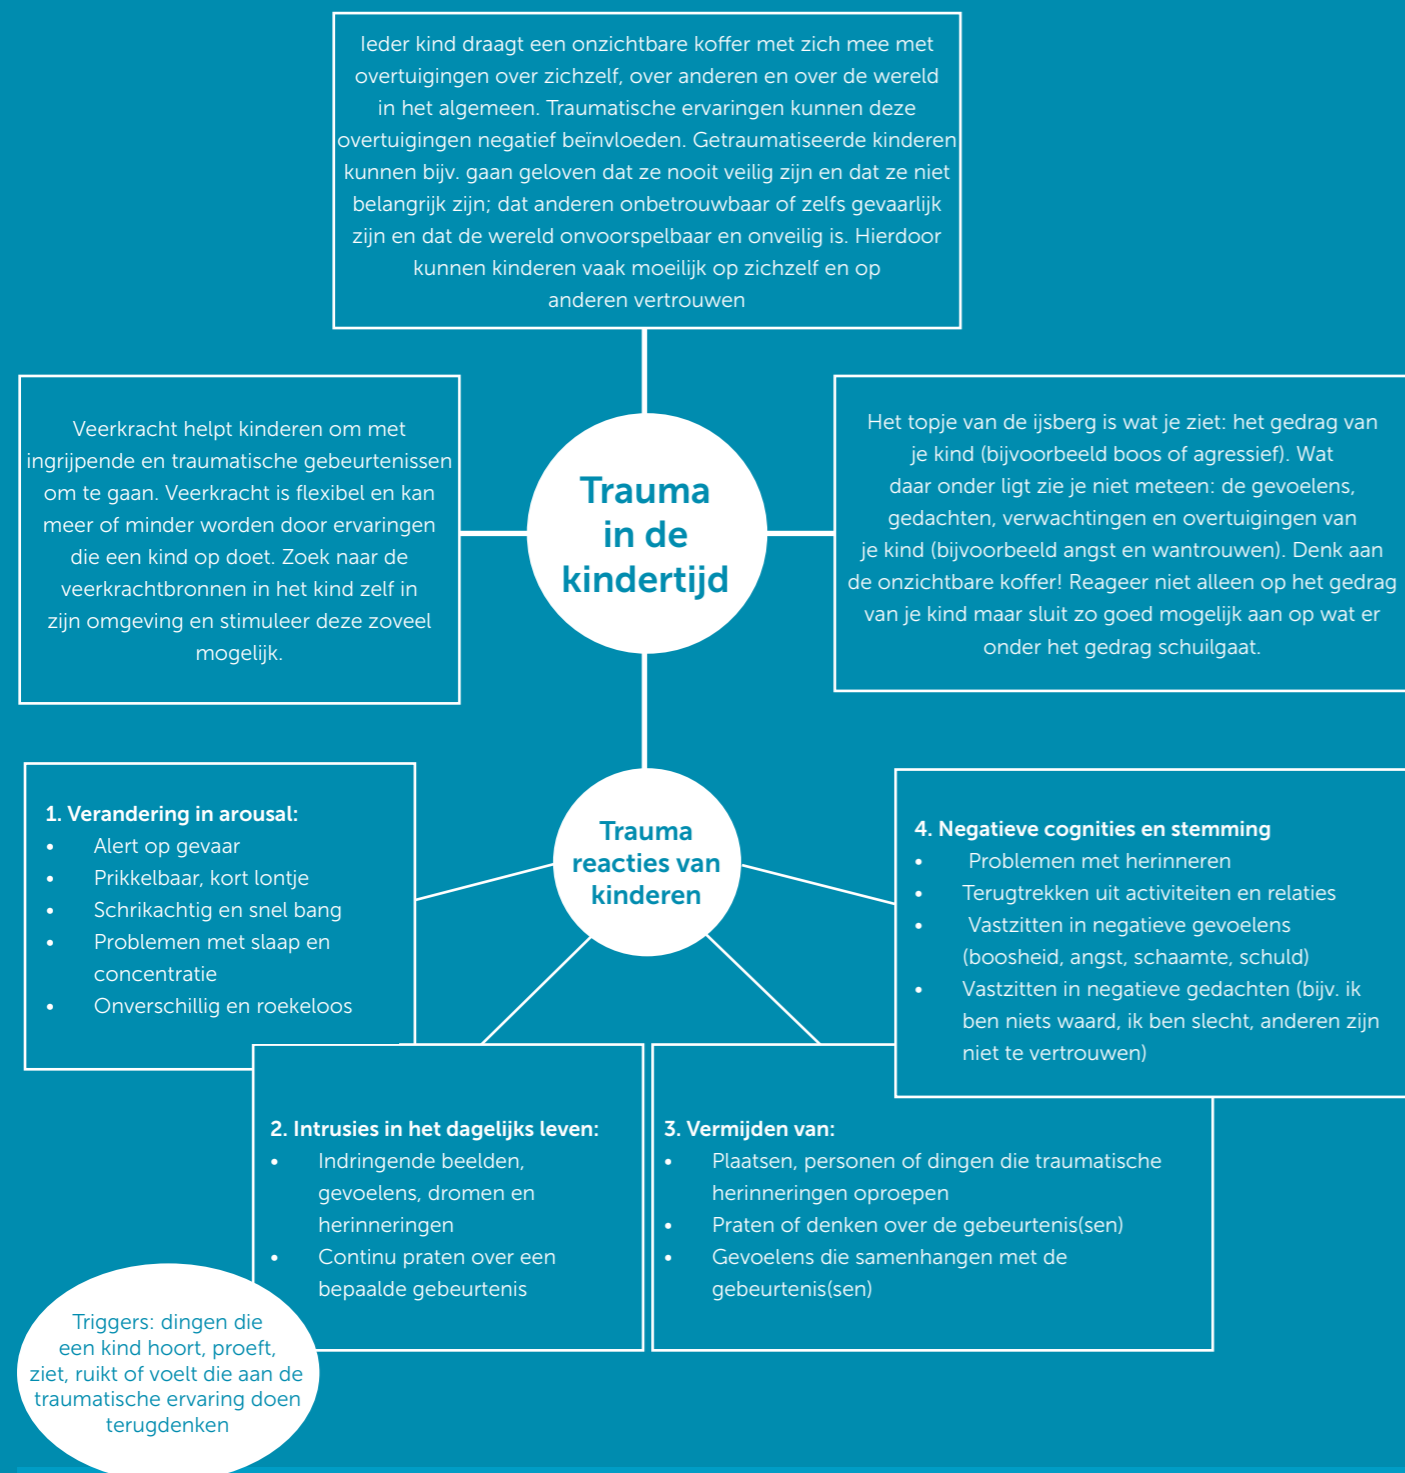 Ieder kind draagt een onzichtbare koffer met zich mee met
overtuigingen over zichzelf, over anderen en over de wereld
in het algemeen. Traumatische ervaringen kunnen deze
overtuigingen negatief beïnvloeden. Getraumatiseerde kinderen
kunnen bijv. gaan geloven dat ze nooit veilig zijn en dat ze niet
belangrijk zijn; dat anderen onbetrouwbaar of zelfs gevaarlijk
zijn en dat de wereld onvoorspelbaar en onveilig is. Hierdoor
kunnen kinderen vaak moeilijk op zichzelf en op
anderen vertrouwen
Veerkracht helpt kinderen om met
ingrijpende en traumatische gebeurtenissen
om te gaan. Veerkracht is flexibel en kan
meer of minder worden door ervaringen
die een kind op doet. Zoek naar de
veerkrachtbronnen in het kind zelf in
zijn omgeving en stimuleer deze zoveel
mogelijk.
Trauma
in de
kindertijd
Het topje van de ijsberg is wat je ziet: het gedrag van
je kind (bijvoorbeeld boos of agressief). Wat
daar onder ligt zie je niet meteen: de gevoelens,
gedachten, verwachtingen en overtuigingen van
je kind (bijvoorbeeld angst en wantrouwen). Denk aan
de onzichtbare koffer! Reageer niet alleen op het gedrag
van je kind maar sluit zo goed mogelijk aan op wat er
onder het gedrag schuilgaat.
Trauma
reacties van
kinderen
1. Verandering in arousal:
• Alert op gevaar
• Prikkelbaar, kort lontje
• Schrikachtig en snel bang
• Problemen met slaap en
concentratie
• Onverschillig en roekeloos
2. Intrusies in het dagelijks leven:
• Indringende beelden,
gevoelens, dromen en
herinneringen
• Continu praten over een
bepaalde gebeurtenis
3. Vermijden van:
• Plaatsen, personen of dingen die traumatische
herinneringen oproepen
• Praten of denken over de gebeurtenis(sen)
• Gevoelens die samenhangen met de
gebeurtenis(sen)
4. Negatieve cognities en stemming
• Problemen met herinneren
• Terugtrekken uit activiteiten en relaties
• Vastzitten in negatieve gevoelens
(boosheid, angst, schaamte, schuld)
• Vastzitten in negatieve gedachten (bijv. ik
ben niets waard, ik ben slecht, anderen zijn
niet te vertrouwen)
Triggers: dingen die
een kind hoort, proeft,
ziet, ruikt of voelt die aan de
traumatische ervaring doen
terugdenken